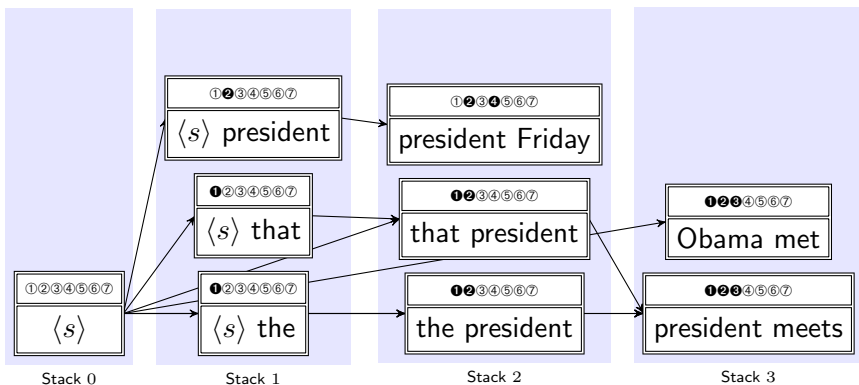 ①❷③④⑤⑥⑦
⟨s⟩ president
①❷③❹⑤⑥⑦
president Friday
❶②③④⑤⑥⑦
⟨s⟩ that
❶❷③④⑤⑥⑦
that president
❶❷❸④⑤⑥⑦
Obama met
①②③④⑤⑥⑦
⟨s⟩
❶②③④⑤⑥⑦
⟨s⟩ the
❶❷③④⑤⑥⑦
the president
❶❷❸④⑤⑥⑦
president meets
Stack 0
Stack 1
Stack 2
Stack 3